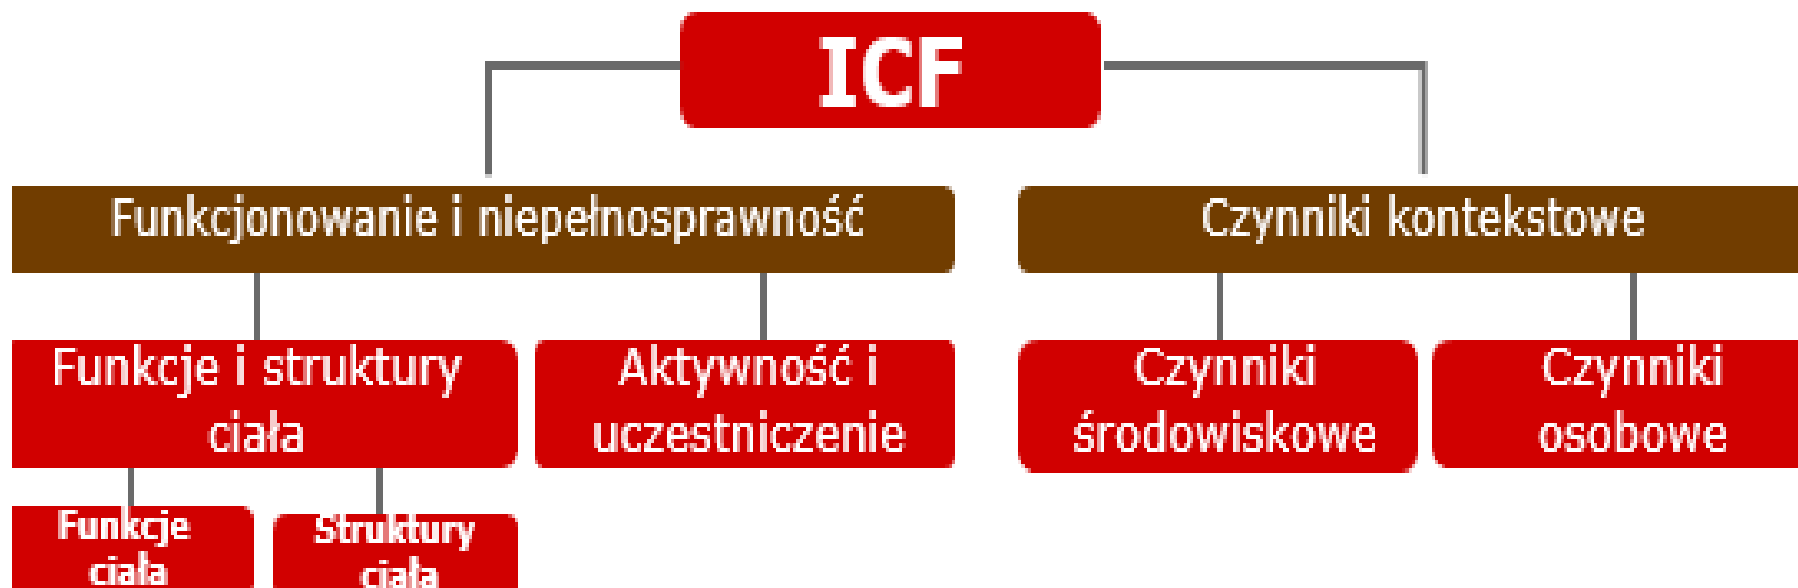 ICF
Funkcjonowanie i niepełnosprawność
Czynniki kontekstowe
Funkcje i struktury
ciała
Aktywność i
uczestniczenie
Czynniki
środowiskowe
Czynniki
osobowe
Funkcje
ciała
Struktury
ciała